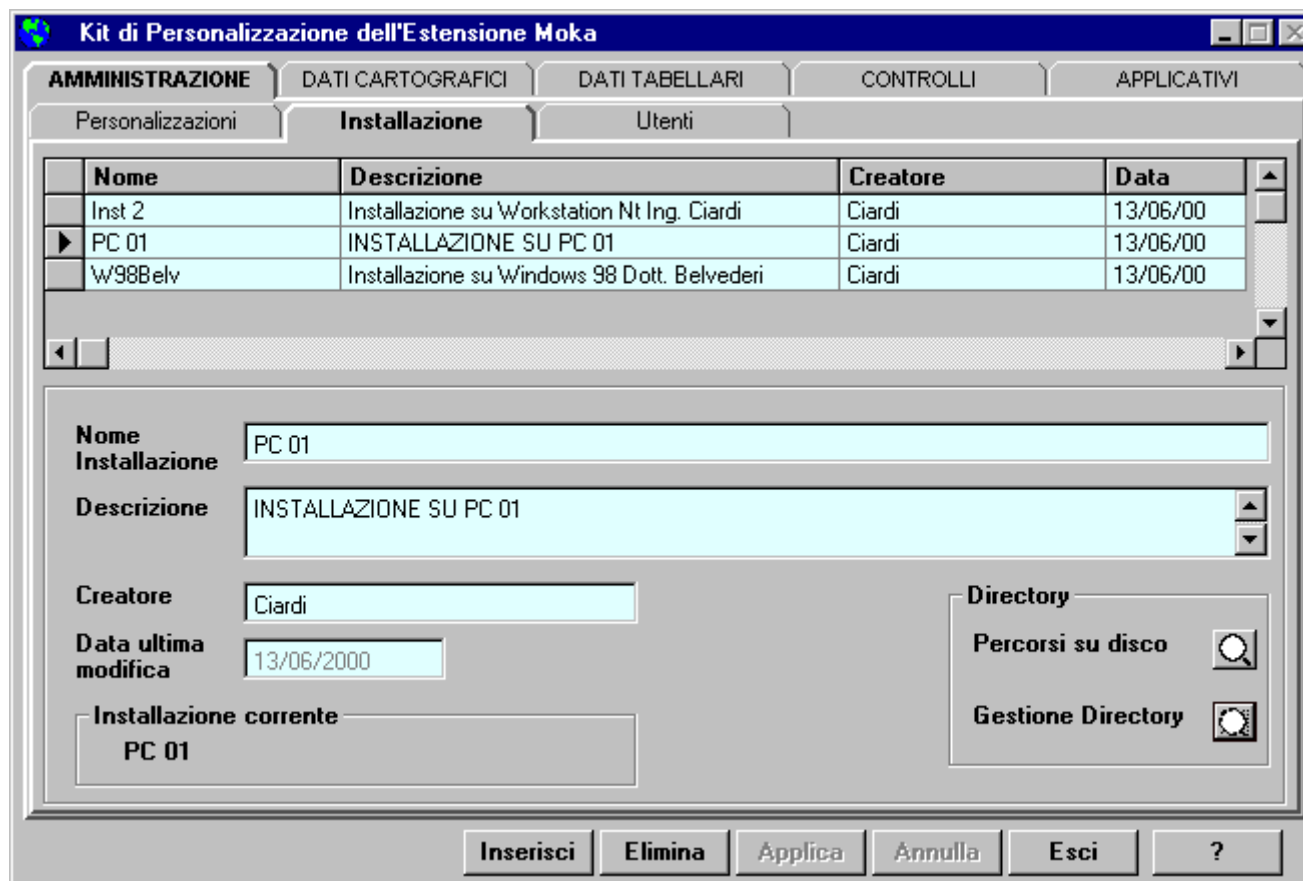 Kit di Personalizzazione dell'Estensione Moka
AMMINISTRAZIONE DATI CARTOGRAFICI DATI TABELLARI CONTROLLI APPLICATIVI
Personalizzazioni Installazione Utenti
Nome Descrizione Creatore Data
Inst 2 Installazione su Workstation Nt Ing. Ciardi Ciardi 13/06/00
PC 01 INSTALLAZIONE SU PC 01 Ciardi 13/06/00
W98Belv Installazione su Windows 98 Dott. Belvederi Ciardi 13/06/00
Nome
Installazione
PC 01
Descrizione
INSTALLAZIONE SU PC 01
Creatore
Ciardi
Data ultima
modifica
13/06/2000
Installazione corrente
PC 01
Directory
Percorsi su disco
Gestione Directory
Inserisci Elimina Applica Annulla Esci ?